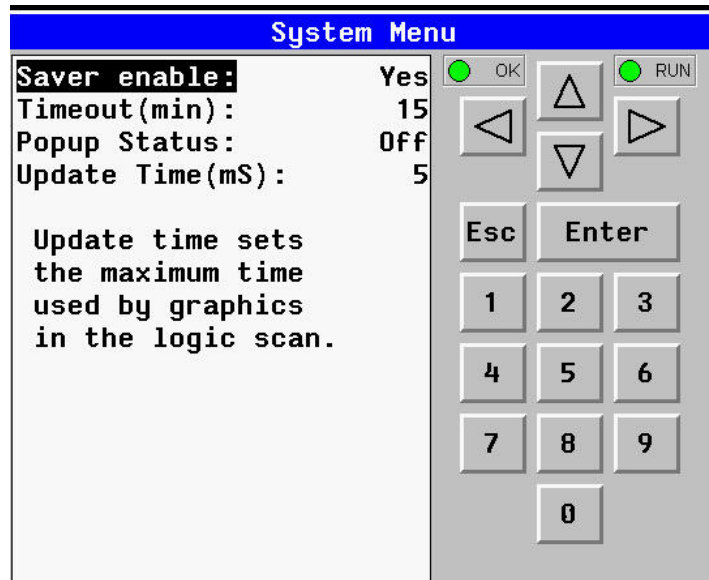 System Menu
Saver enable: Yes
Timeout(min): 15
Popup Status: Off
Update Time(mS): 5
Update time sets
the maximum time
used by graphics
in the logic scan.
OK
RUN
Esc
Enter
1 2 3
4 5 6
7 8 9
0